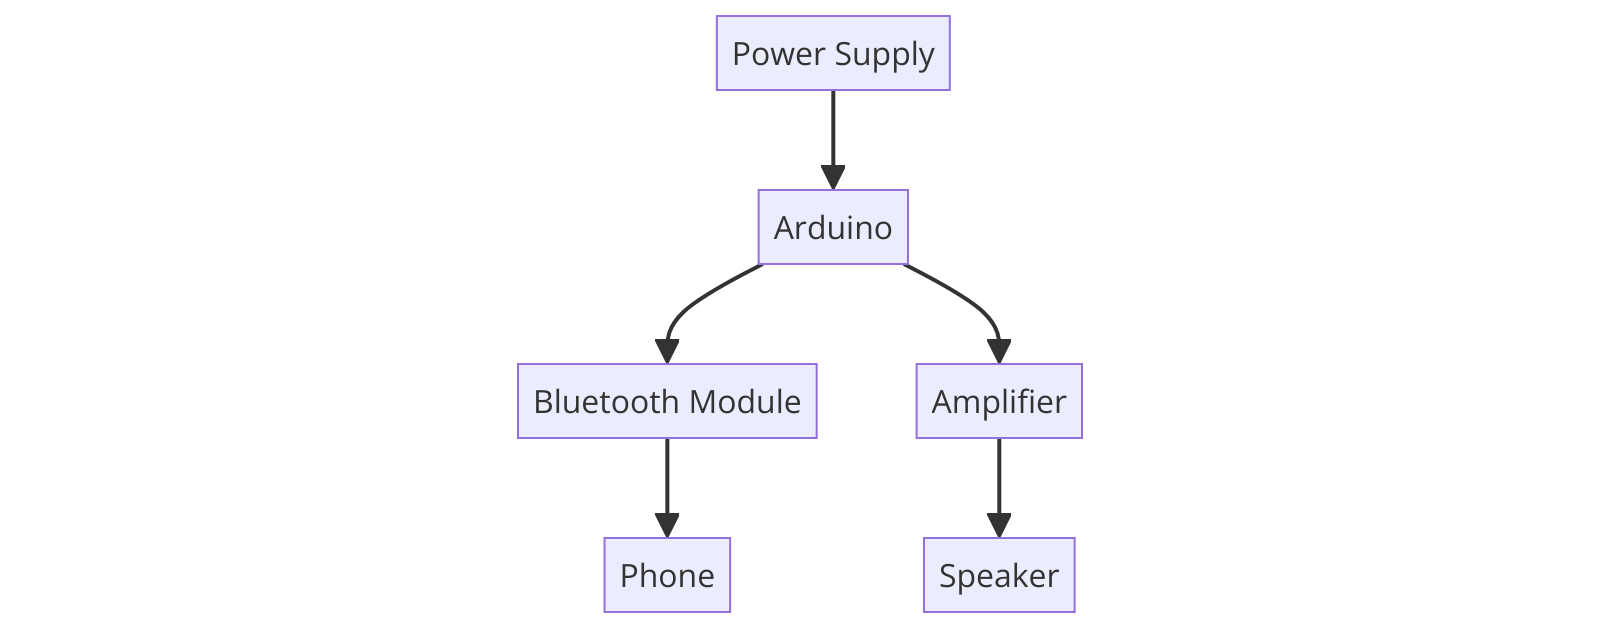 Power Supply
Arduino
Bluetooth Module
Amplifier
Phone
Speaker